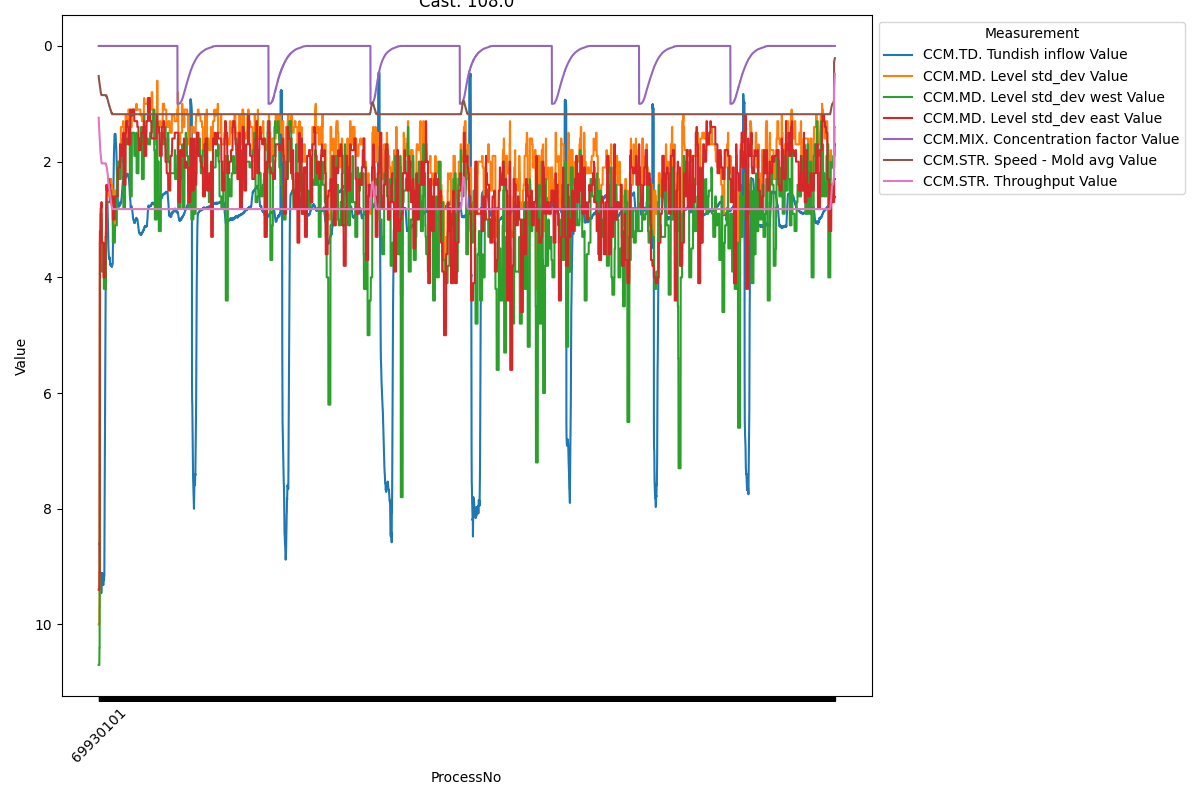 Cast: 108.0
Measurement
CCM.TD. Tundish inflow Value
CCM.MD. Level std_dev Value
CCM.MD. Level std_dev west Value
CCM.MD. Level std_dev east Value
CCM.MIX. Concentration factor Value
CCM.STR. Speed - Mold avg Value
CCM.STR. Throughput Value
0
2
4
6
8
10
Value
69930101
ProcessNo